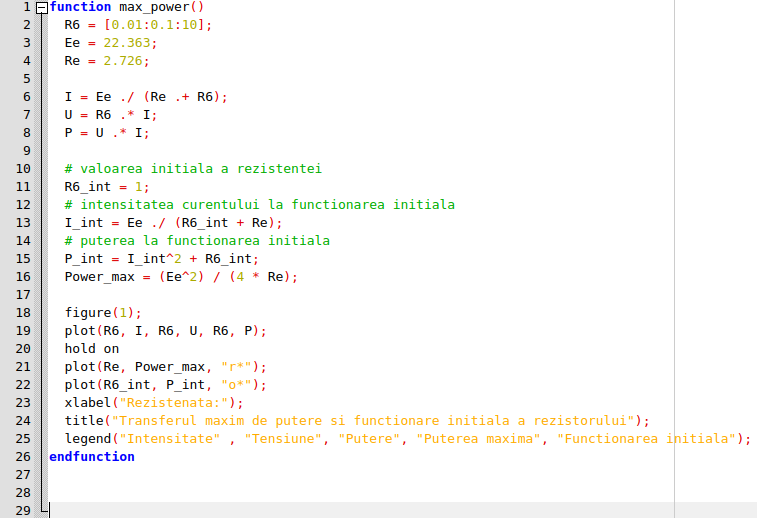 1 function max_power()
2 R6 = [0.01:0.1:10];
3 Ee = 22.363;
4 Re = 2.726;
5
6 I = Ee ./ (Re .+ R6);
7 U = R6 .* I;
8 P = U .* I;
9
10 # valoarea initiala a rezistentei
11 R6_int = 1;
12 # intensitatea curentului la functionarea initiala
13 I_int = Ee ./ (R6_int + Re);
14 # puterea la functionarea initiala
15 P_int = I_int^2 + R6_int;
16 Power_max = (Ee^2) / (4 * Re);
17
18 figure(1);
19 plot(R6, I, R6, U, R6, P);
20 hold on
21 plot(Re, Power_max, "r*");
22 plot(R6_int, P_int, "o*");
23 xlabel("Rezistenata:");
24 title("Transferul maxim de putere si functionare initiala a rezistorului");
25 legend("Intensitate" , "Tensiune", "Putere", "Puterea maxima", "Functionarea initiala");
26 endfunction
27
28
29